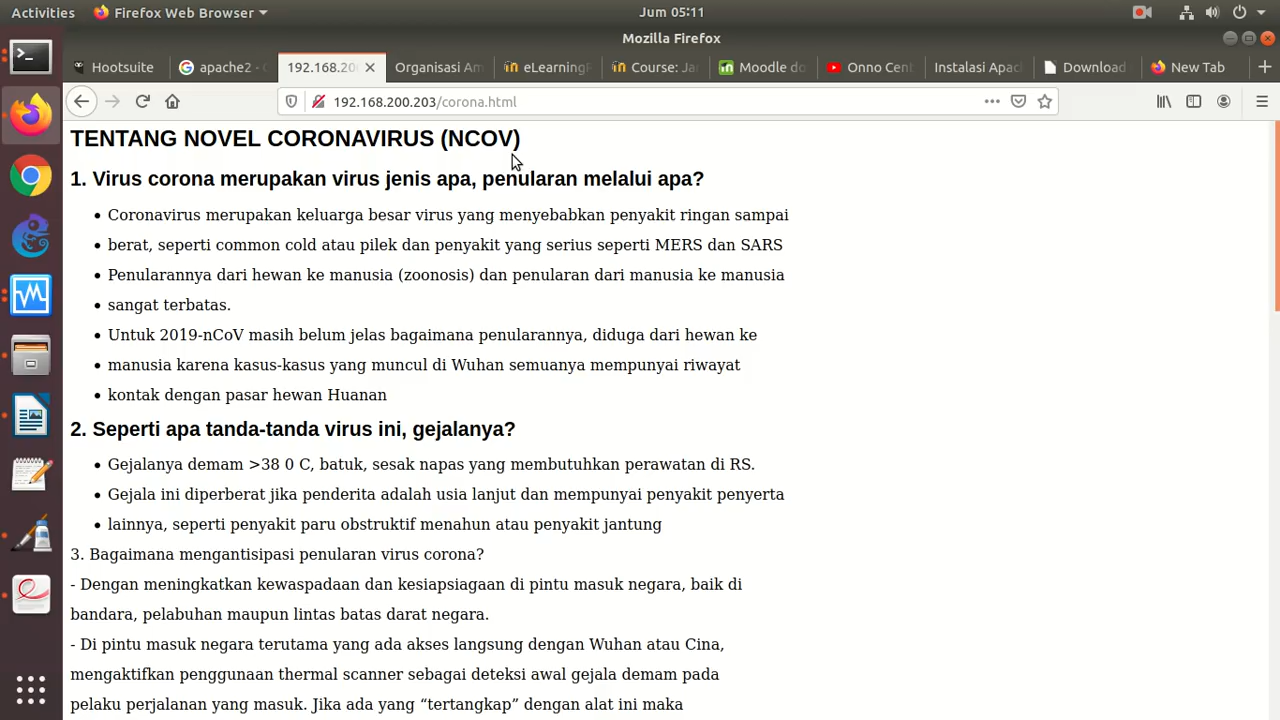 Activities
Firefox Web Browser
Jum 05:11
Mozilla Firefox
Hootsuite
apache2 - G
192.168.200
Organisasi Am
eLearningP
Course: Jar
Moodle do
Onno Cent
Instalasi Apac
Download
New Tab
192.168.200.203/corona.html
TENTANG NOVEL CORONAVIRUS (NCOV)
1. Virus corona merupakan virus jenis apa, penularan melalui apa?
• Coronavirus merupakan keluarga besar virus yang menyebabkan penyakit ringan sampai
• berat, seperti common cold atau pilek dan penyakit yang serius seperti MERS dan SARS
• Penularannya dari hewan ke manusia (zoonosis) dan penularan dari manusia ke manusia
• sangat terbatas.
• Untuk 2019-nCoV masih belum jelas bagaimana penularannya, diduga dari hewan ke
• manusia karena kasus-kasus yang muncul di Wuhan semuanya mempunyai riwayat
• kontak dengan pasar hewan Huanan
2. Seperti apa tanda-tanda virus ini, gejalanya?
• Gejalanya demam >38 0 C, batuk, sesak napas yang membutuhkan perawatan di RS.
• Gejala ini diperberat jika penderita adalah usia lanjut dan mempunyai penyakit penyerta
• lainnya, seperti penyakit paru obstruktif menahun atau penyakit jantung
3. Bagaimana mengantisipasi penularan virus corona?
- Dengan meningkatkan kewaspadaan dan kesiapsiagaan di pintu masuk negara, baik di
bandara, pelabuhan maupun lintas batas darat negara.
- Di pintu masuk negara terutama yang ada akses langsung dengan Wuhan atau Cina,
mengaktifkan penggunaan thermal scanner sebagai deteksi awal gejala demam pada
pelaku perjalanan yang masuk. Jika ada yang “tertangkap” dengan alat ini maka